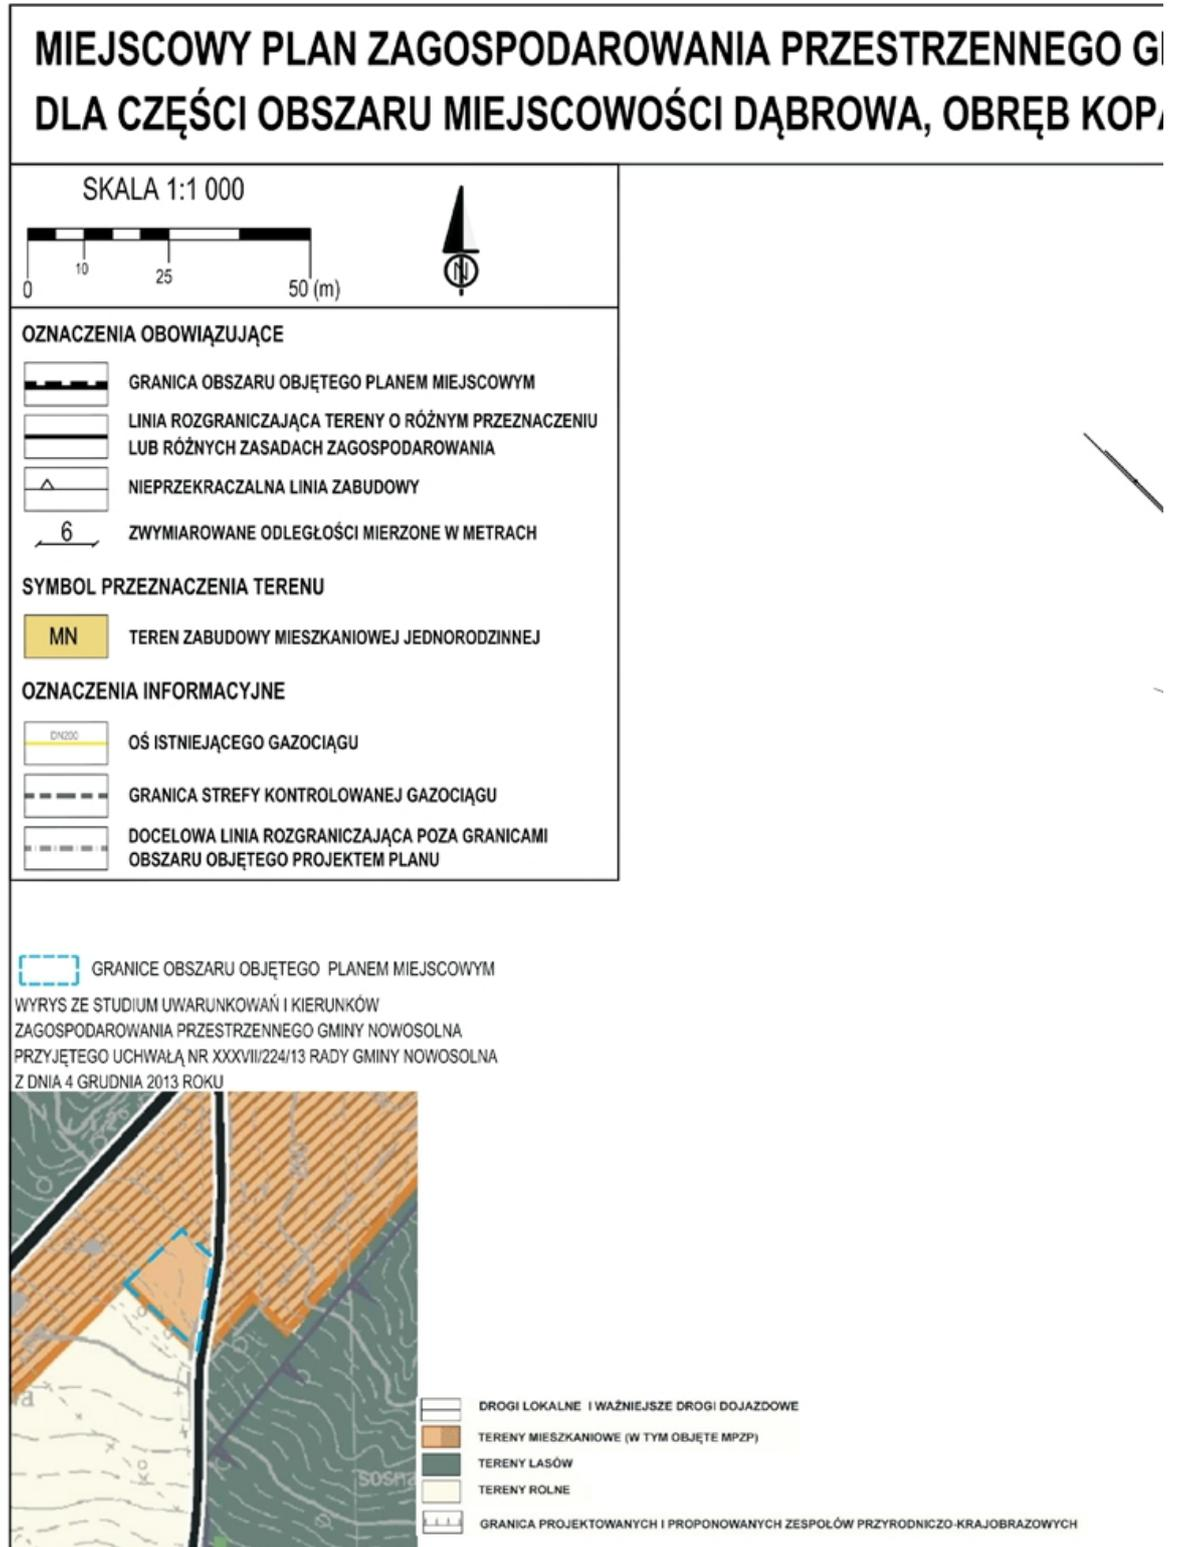 MIEJSCOWY PLAN ZAGOSPODAROWANIA PRZESTRZENNEGO
DLA CZĘŚCI OBSZARU MIEJSCOWOŚCI DĄBROWA, OBRĘB
SKALA 1:1 000
N
10
25
0
50 (m)
OZNACZENIA OBOWIĄZUJĄCE
GRANICA OBSZARU OBJĘTEGO PLANEM MIEJSCOWYM
LINIA ROZGRANICZAJĄCA TERENY O RÓŻNYM PRZEZNACZENIU
LUB RÓŻNYCH ZASADACH ZAGOSPODAROWANIA
NIEPRZEKRACZALNA LINIA ZABUDOWY
6 ZWYMIAROWANE ODLEGŁOŚCI MIERZONE W METRACH
SYMBOL PRZEZNACZENIA TERENU
MN TEREN ZABUDOWY MIESZKANIOWEJ JEDNORODZINNEJ
OZNACZENIA INFORMACYJNE
DN200 OŚ ISTNIEJĄCEGO GAZOCIĄGU
GRANICA STREFY KONTROLOWANEJ GAZOCIĄGU
DOCELOWA LINIA ROZGRANICZAJĄCA POZA GRANICAMI
OBSZARU OBJĘTEGO PROJEKTEM PLANU
GRANICE OBSZARU OBJĘTEGO PLANEM MIEJSCOWYM
WYRYS ZE STUDIUM UWARUNKOWAŃ I KIERUNKÓW
ZAGOSPODAROWANIA PRZESTRZENNEGO GMINY NOWOSOLNA
PRZYJĘTEGO UCHWAŁĄ NR XXXVII/224/13 RADY GMINY NOWOSOLNA
Z DNIA 4 GRUDNIA 2013 ROKU
DROGI LOKALNE I WAŻNIEJSZE DROGI DOJAZDOWE
TERENY MIESZKANIOWE (W TYM OBJĘTE MPZP)
TERENY LASÓW
TERENY ROLNE
GRANICA PROJEKTOWANYCH I PROPONOWANYCH ZESPOŁÓW PRZYRODNICZO-KRAJOBRAZOWYCH